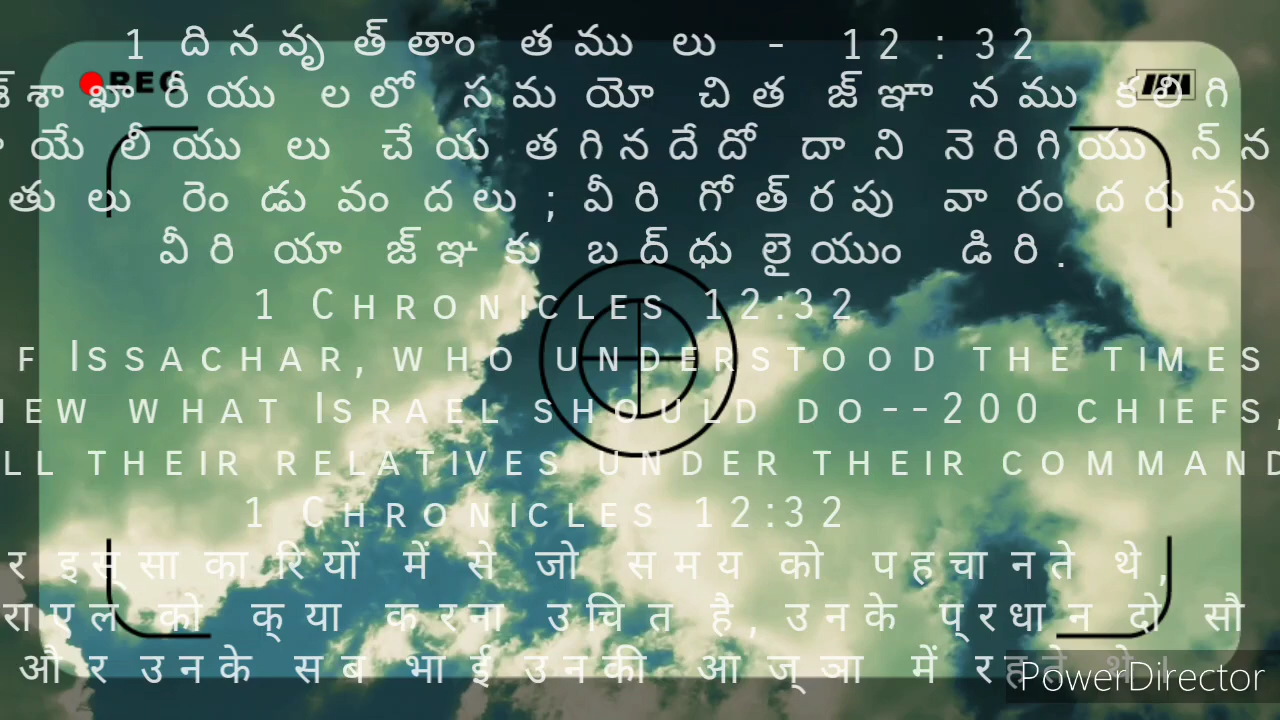 1 దినవృత్తాంతములు - 12:32
REC
ఇశ్శాఖారీయులలో సమయోచిత జ్ఞానము కలిగి
యేలీయులు చేయతగినదేదో దాని నెరిగియున్న
తులు రెండువందలు; వీరి గోత్రపు వారందరును
వీరి యాజ్ఞకు బద్ధులైయుండిరి.
1 Chronicles 12:32
f Issachar, who understood the times
new what Israel should do--200 chiefs,
ll their relatives under their command
1 Chronicles 12:32
र इस्साकारियों में से जो समय को पहचानते थे,
राएल को क्या करना उचित है, उनके प्रधान दो सौ
और उनके सब भाई उनकी आज्ञा में रहते थे।
PowerDirector